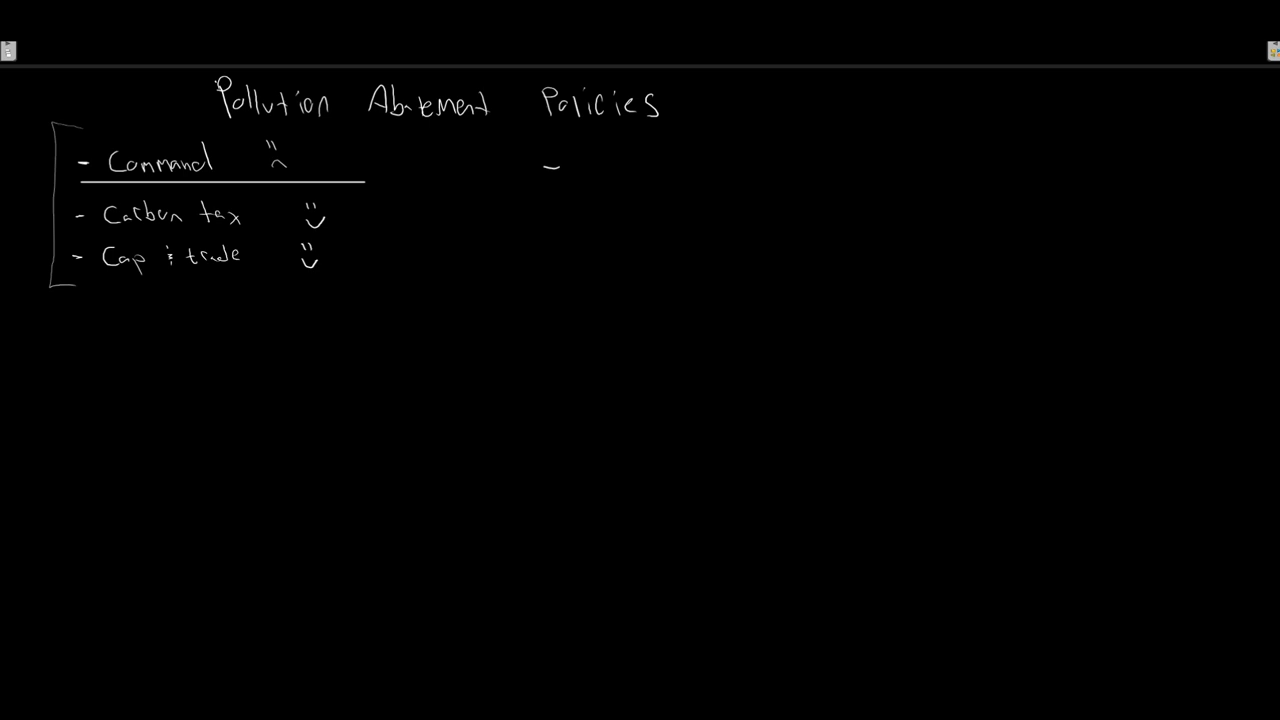 Pollution Abatement Policies
- Command
- Carbon tax
- Cap & trade
-